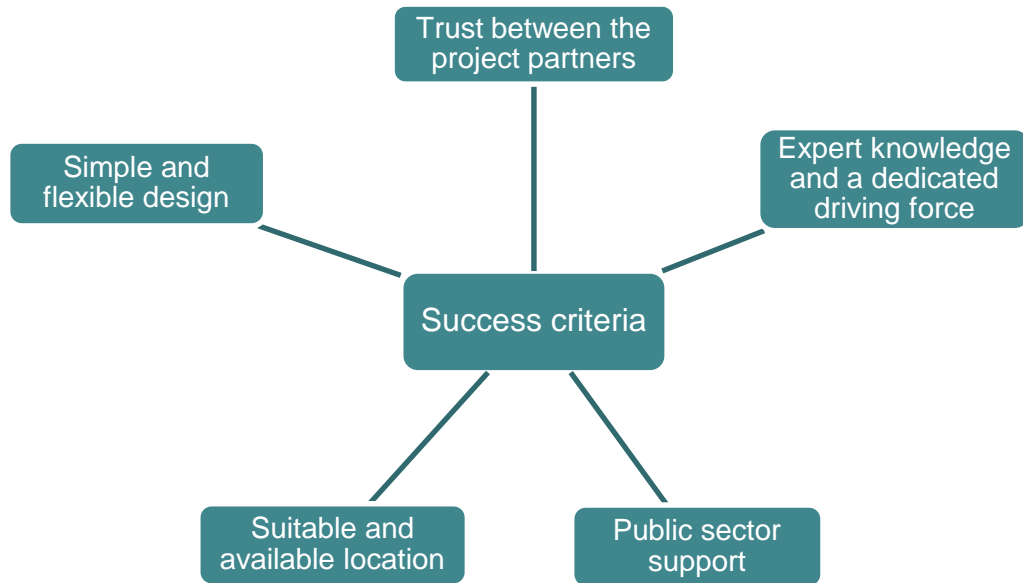 Trust between the
project partners
Simple and
flexible design
Expert knowledge
and a dedicated
driving force
Success criteria
Suitable and
available location
Public sector
support